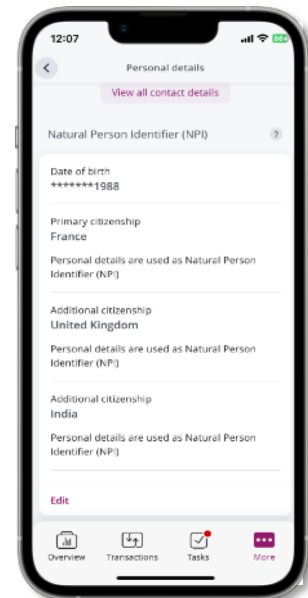 12:07
Personal details
View all contact details
Natural Person Identifier (NPI) ?
Date of birth
*******1988
Primary citizenship
France
Personal details are used as Natural Person
Identifier (NPI)
Additional citizenship
United Kingdom
Personal details are used as Natural Person
Identifier (NPI)
Additional citizenship
India
Personal details are used as Natural Person
Identifier (NPI)
Edit
Overview Transactions Tasks More